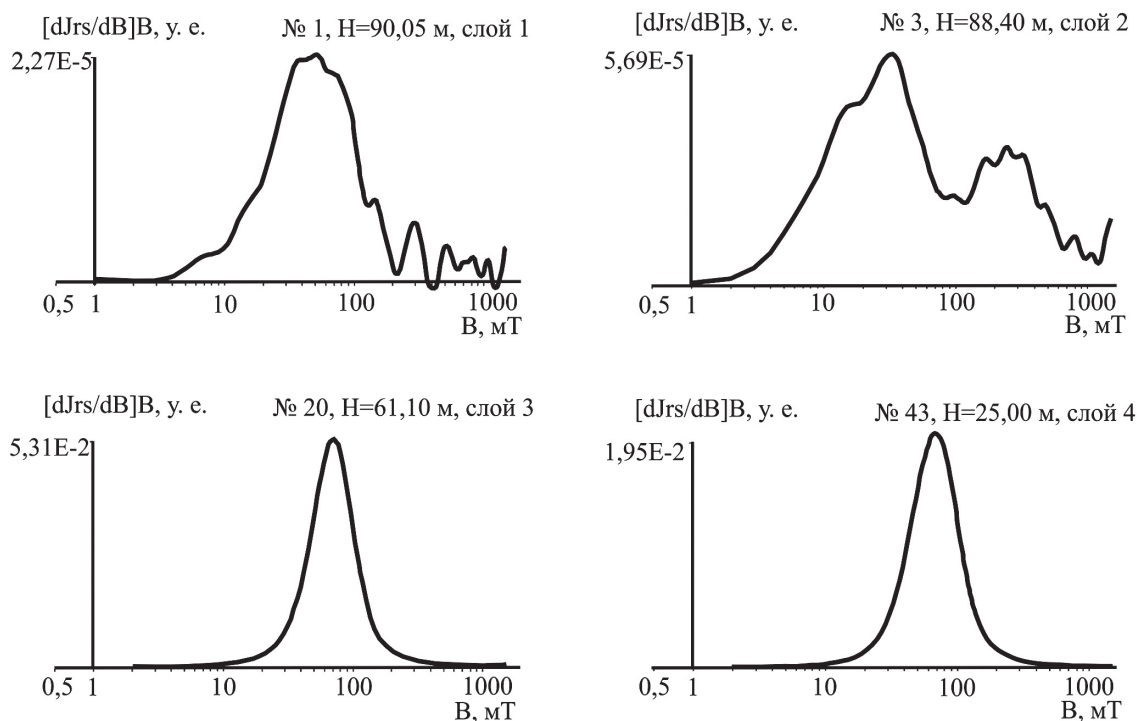 [dJrs/dB]B, у. е.
№ 1, Н=90,05 м, слой 1
2,27E-5
0,5 1 10 100 1000
В, мТ
[dJrs/dB]B, у. е.
№ 3, Н=88,40 м, слой 2
5,69E-5
0,5 1 10 100 1000
В, мТ
[dJrs/dB]B, у. е.
№ 20, Н=61,10 м, слой 3
5,31E-2
0,5 1 10 100 1000
В, мТ
[dJrs/dB]B, у. е.
№ 43, Н=25,00 м, слой 4
1,95E-2
0,5 1 10 100 1000
В, мТ